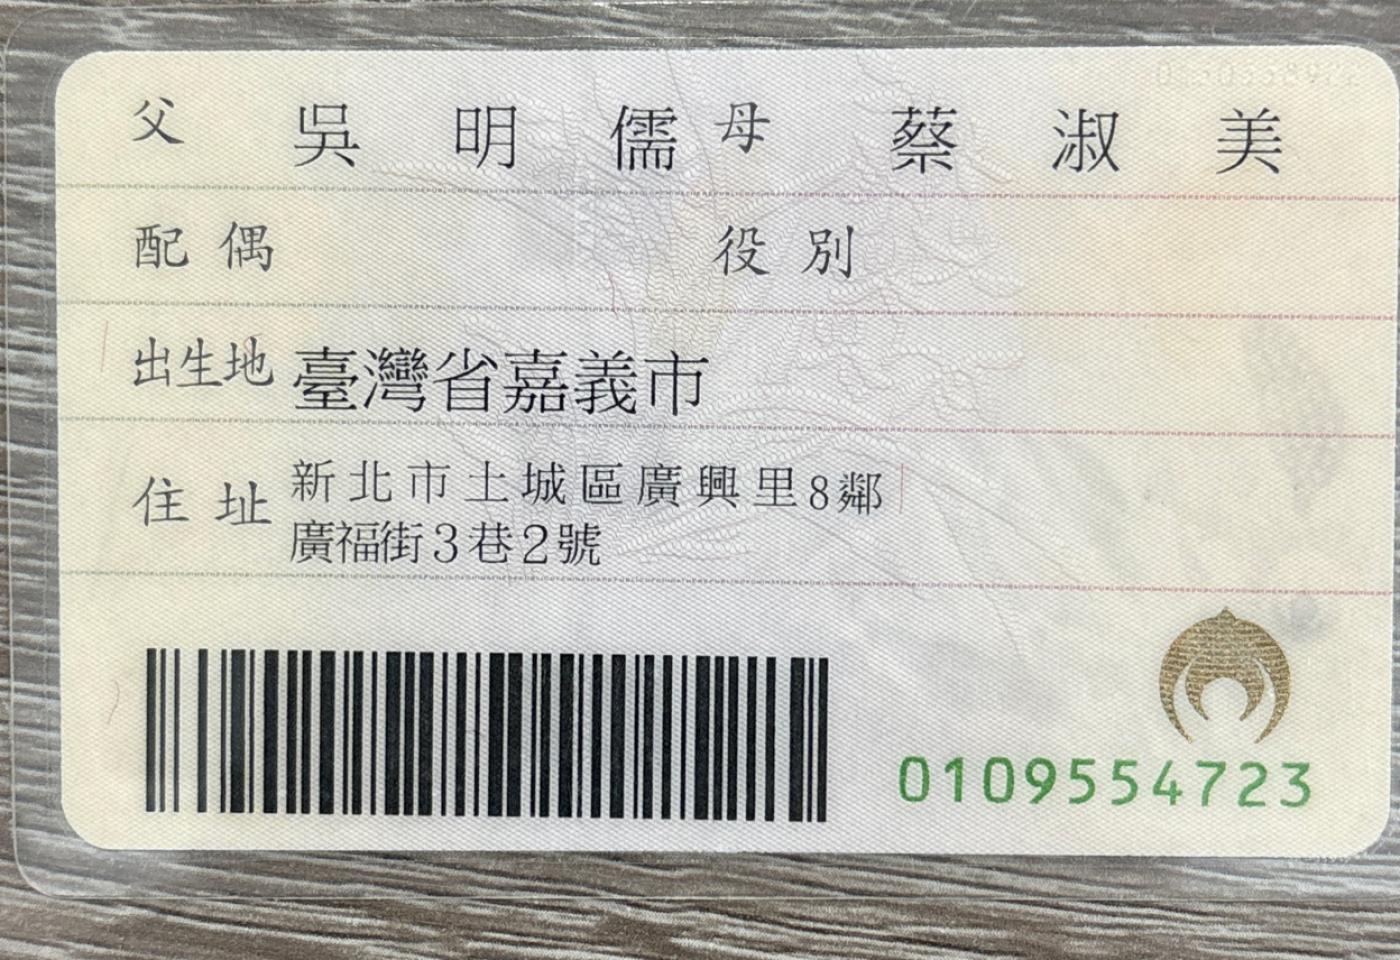 父 吳明儒 母 蔡淑美
配偶 役別
出生地 臺灣省嘉義市
住址 新北市土城區廣興里8鄰
廣福街3巷2號
0109554723